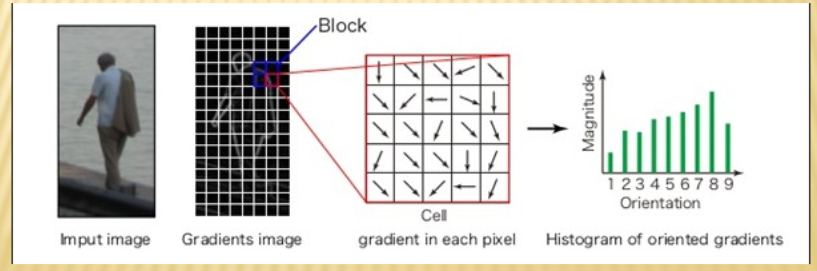 Block
Magnitude
1 2 3 4 5 6 7 8 9
Orientation
Cell
Imput image
Gradients image
gradient in each pixel
Histogram of oriented gradients